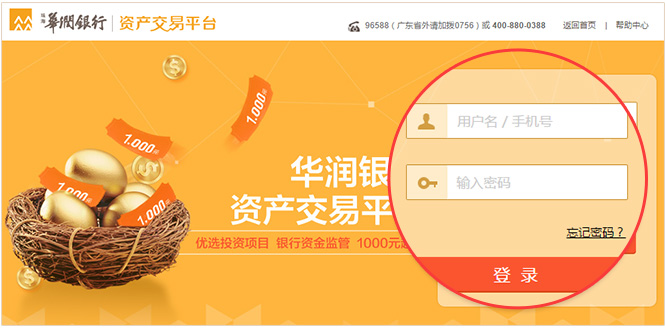 珠海 華潤银行 资产交易平台
96588（广东省外请加拨0756）或 400-880-0388 返回首页 | 帮助中心
1.000
1.000
1.000
1.000
华润银
资产交易平
优选投资项目 银行资金监管 1000元
用户名 / 手机号
输入密码
忘记密码？
登 录